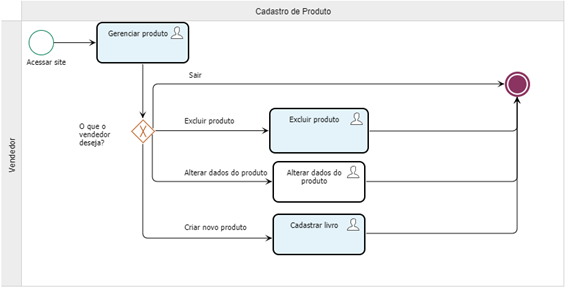 Cadastro de Produto
Vendedor
Acessar site
Gerenciar produto
O que o
vendedor
deseja?
Sair
Excluir produto
Excluir produto
Alterar dados do produto
Alterar dados do
produto
Criar novo produto
Cadastrar livro